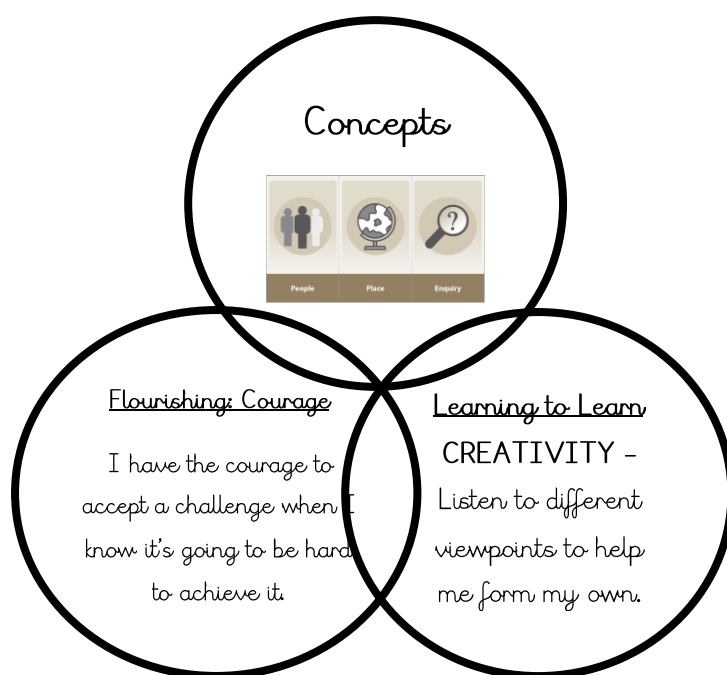 Concepts
?
People Place Enquiry
Flourishing: Courage
I have the courage to
accept a challenge when I
know it's going to be hard
to achieve it.
Learning to Learn
CREATIVITY –
Listen to different
viewpoints to help
me form my own.